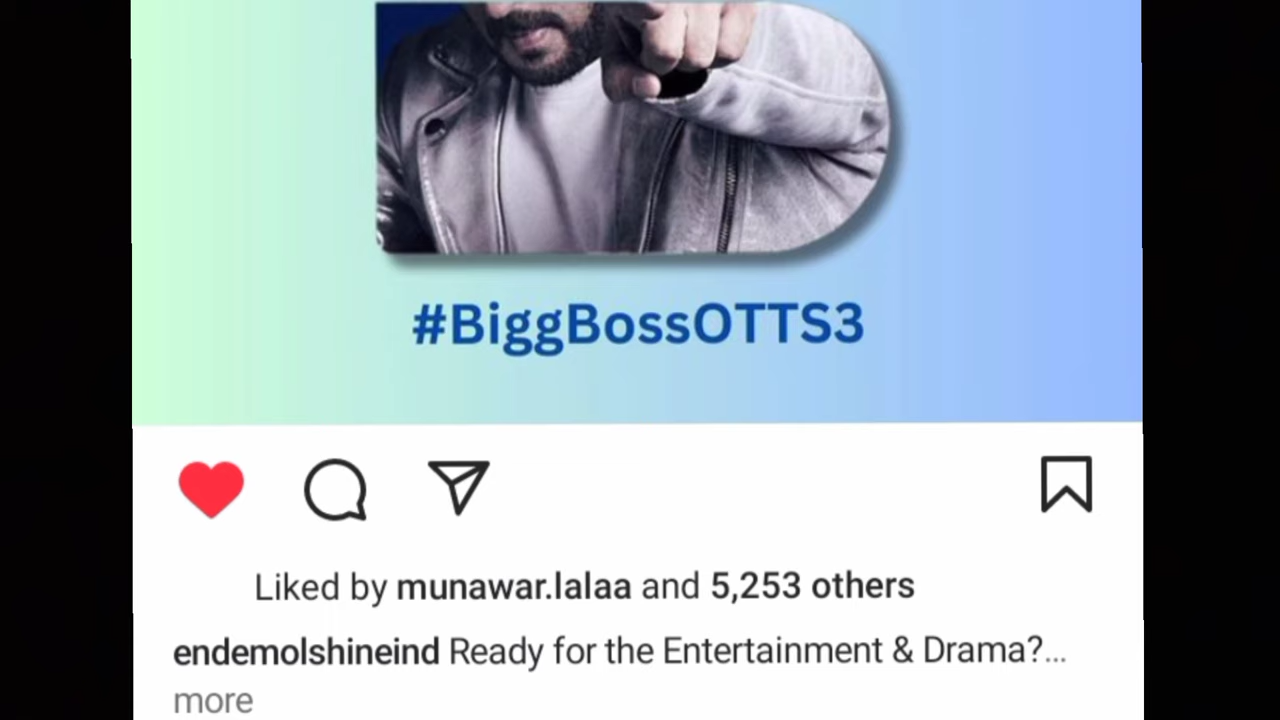 #BiggBossOTTS3
Liked by munawar.lalaa and 5,253 others
endemolshineind Ready for the Entertainment & Drama?...
more